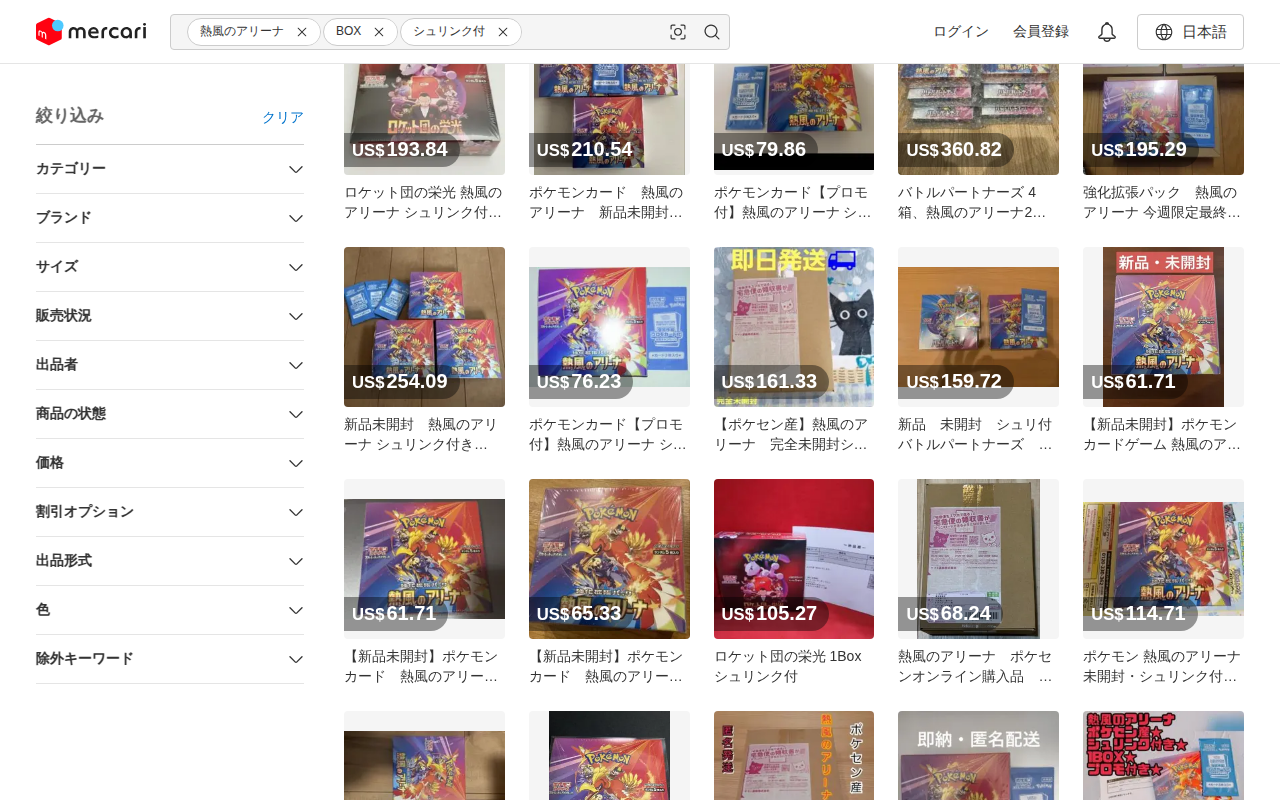 mercari
熱風のアリーナ
BOX
シュリンク付
ログイン
会員登録
日本語
絞り込み
クリア
カテゴリー
ブランド
サイズ
販売状況
出品者
商品の状態
価格
割引オプション
出品形式
色
除外キーワード
ロケット団の栄光
US$193.84
ロケット団の栄光 熱風の
アリーナ シュリンク付…
熱風のアリーナ
US$210.54
ポケモンカード　熱風の
アリーナ　新品未開封…
熱風のアリーナ
US$79.86
ポケモンカード【プロモ
付】熱風のアリーナ シ…
US$360.82
バトルパートナーズ 4
箱、熱風のアリーナ2…
US$195.29
強化拡張パック　熱風の
アリーナ 今週限定最終…
US$254.09
新品未開封　熱風のアリ
ーナ シュリンク付き…
POKéMON
熱風のアリーナ
US$76.23
ポケモンカード【プロモ
付】熱風のアリーナ シ…
即日発送
完全未開封
US$161.33
【ポケセン産】熱風のア
リーナ　完全未開封シ…
US$159.72
新品　未開封　シュリ付
バトルパートナーズ　…
新品・未開封
POKéMON
熱風のアリーナ
US$61.71
【新品未開封】ポケモン
カードゲーム 熱風のア…
POKéMON
熱風のアリーナ
US$61.71
【新品未開封】ポケモン
カード　熱風のアリー…
POKéMON
熱風のアリーナ
US$65.33
【新品未開封】ポケモン
カード　熱風のアリー…
POKéMON
US$105.27
ロケット団の栄光 1Box
シュリンク付
US$68.24
熱風のアリーナ　ポケセ
ンオンライン購入品　…
POKéMON
熱風のアリーナ
US$114.71
ポケモン 熱風のアリーナ
未開封・シュリンク付…
POKéMON
匿名発送
熱風のアリーナ
ポケセン産
即納・匿名配送
熱風のアリーナ
ポケモン産★
シュリンク付き★
1BOX★
プロモ付き★